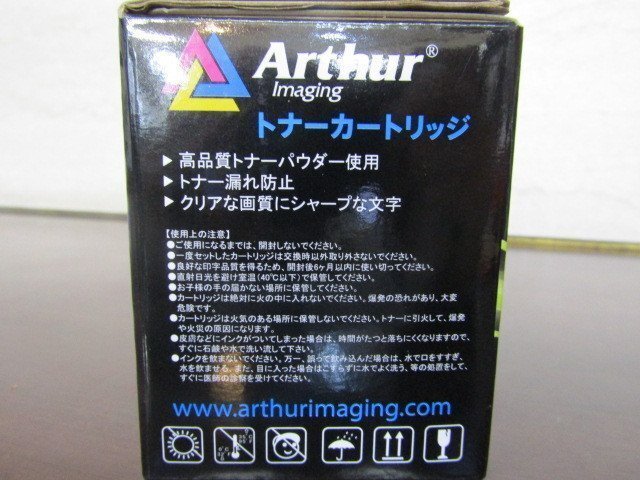 Arthur®
Imaging
トナーカートリッジ
▶ 高品質トナーパウダー使用
▶ トナー漏れ防止
▶ クリアな画質にシャープな文字
【使用上の注意】
●ご使用になるまでは、開封しないでください。
●一度セットしたカートリッジは交換時以外取り外さないでください。
●良好な印字品質を得るため、開封後6ヶ月以内に使い切ってください。
●直射日光を避け室温(40℃以下)で保管してください。
●お子様の手の届かない場所に保管してください。
●カートリッジは絶対に火の中に入れないでください。爆発の恐れがあり、大変
危険です。
●カートリッジは火気のある場所に保管しないでください。トナーに引火して、爆発
や火災の原因になります。
●皮膚などにインクがついてしまった場合は、時間がたつと落ちにくくなりますので、
すぐに石鹸や水で洗い流して下さい。
●インクを飲まないでください。万一、誤って飲み込んだ場合は、水で口をすすぎ、
水を飲ませる。また、目に入った場合はこすらずに水でよく洗う、等の処置をして、
すぐに医師の診察を受けてください。
www.arthurimaging.com